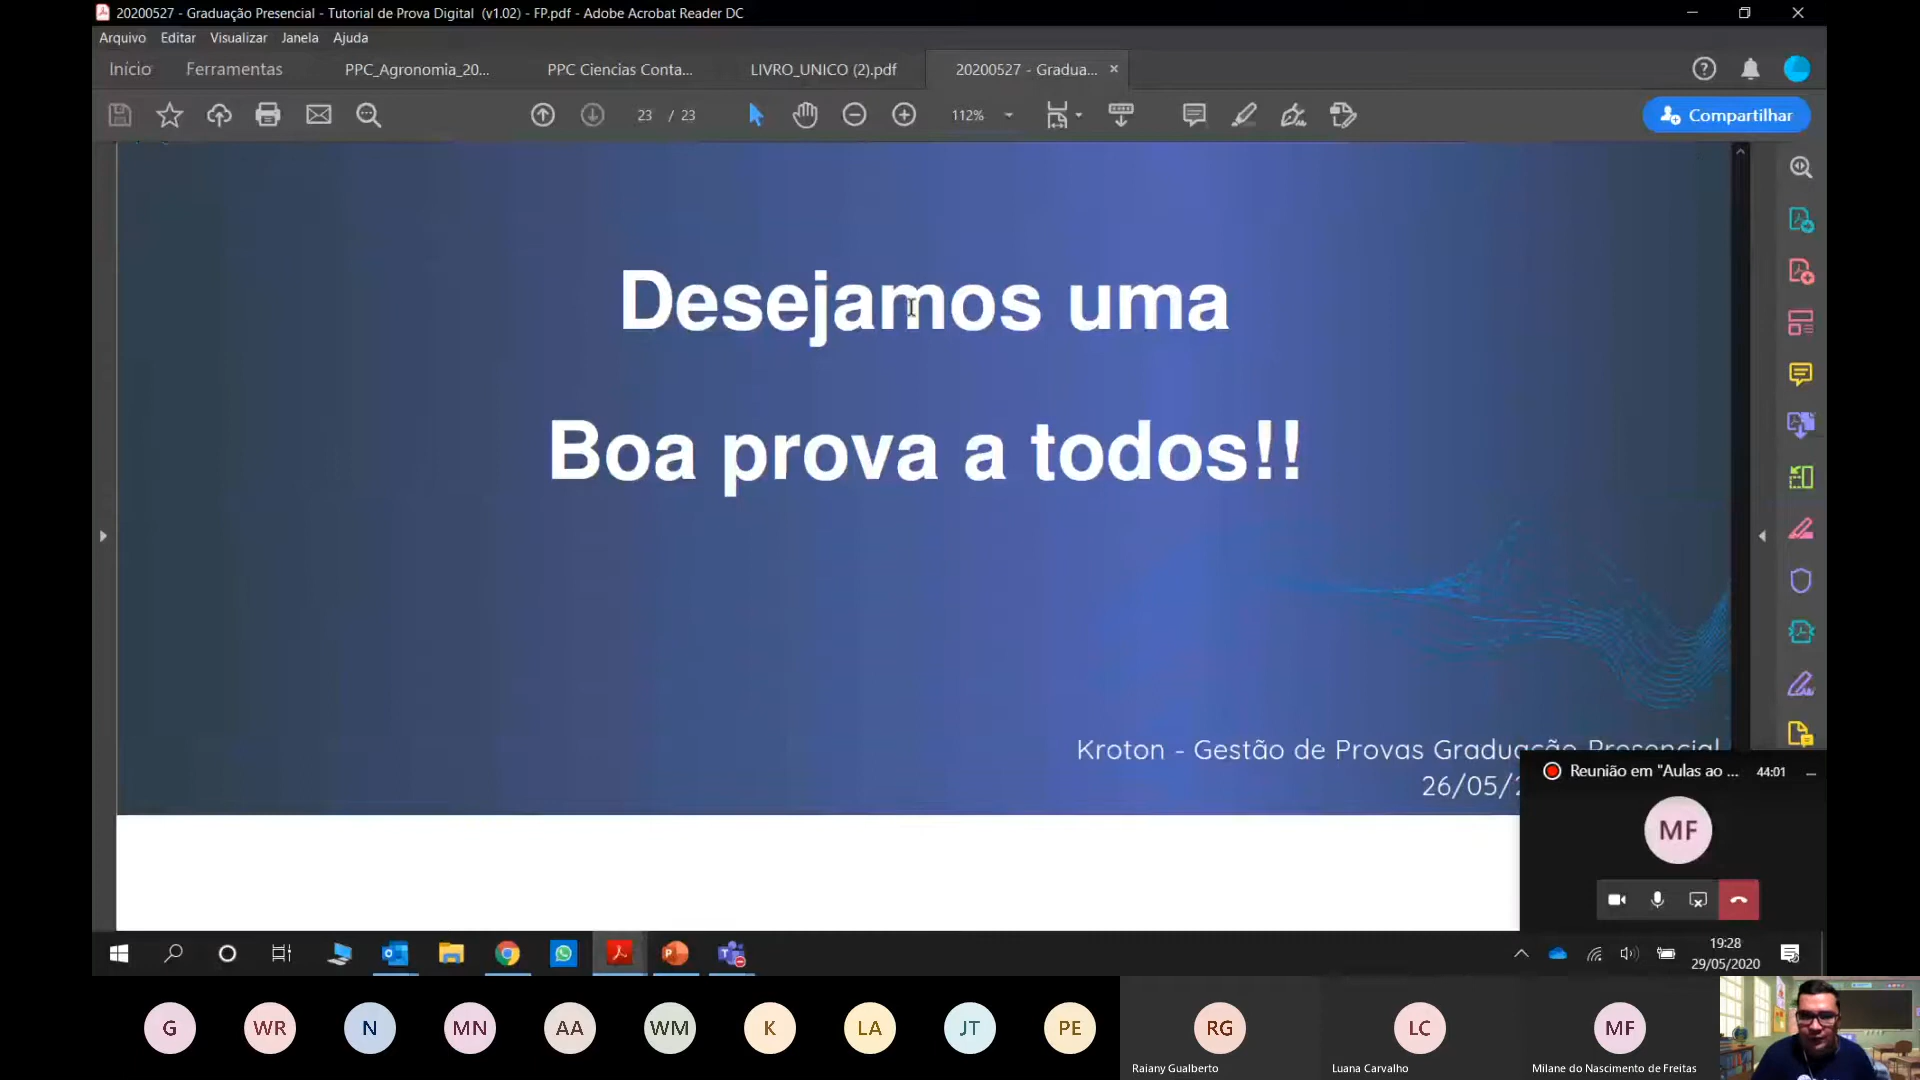 20200527 - Graduação Presencial - Tutorial de Prova Digital (v1.02) - FP.pdf - Adobe Acrobat Reader DC
Arquivo Editar Visualizar Janela Ajuda
Início Ferramentas PPC_Agronomia_20... PPC Ciencias Conta... LIVRO_UNICO (2).pdf 20200527 - Gradua... ×
23 / 23 112% Compartilhar
Desejamos uma
Boa prova a todos!!
Kroton - Gestão de Provas Graduação Presencial
26/05/2
Reunião em "Aulas ao ... 44:01
MF
19:28
29/05/2020
G WR N MN AA WM K LA JT PE RG LC MF
Raiany Gualberto Luana Carvalho Milane do Nascimento de Freitas